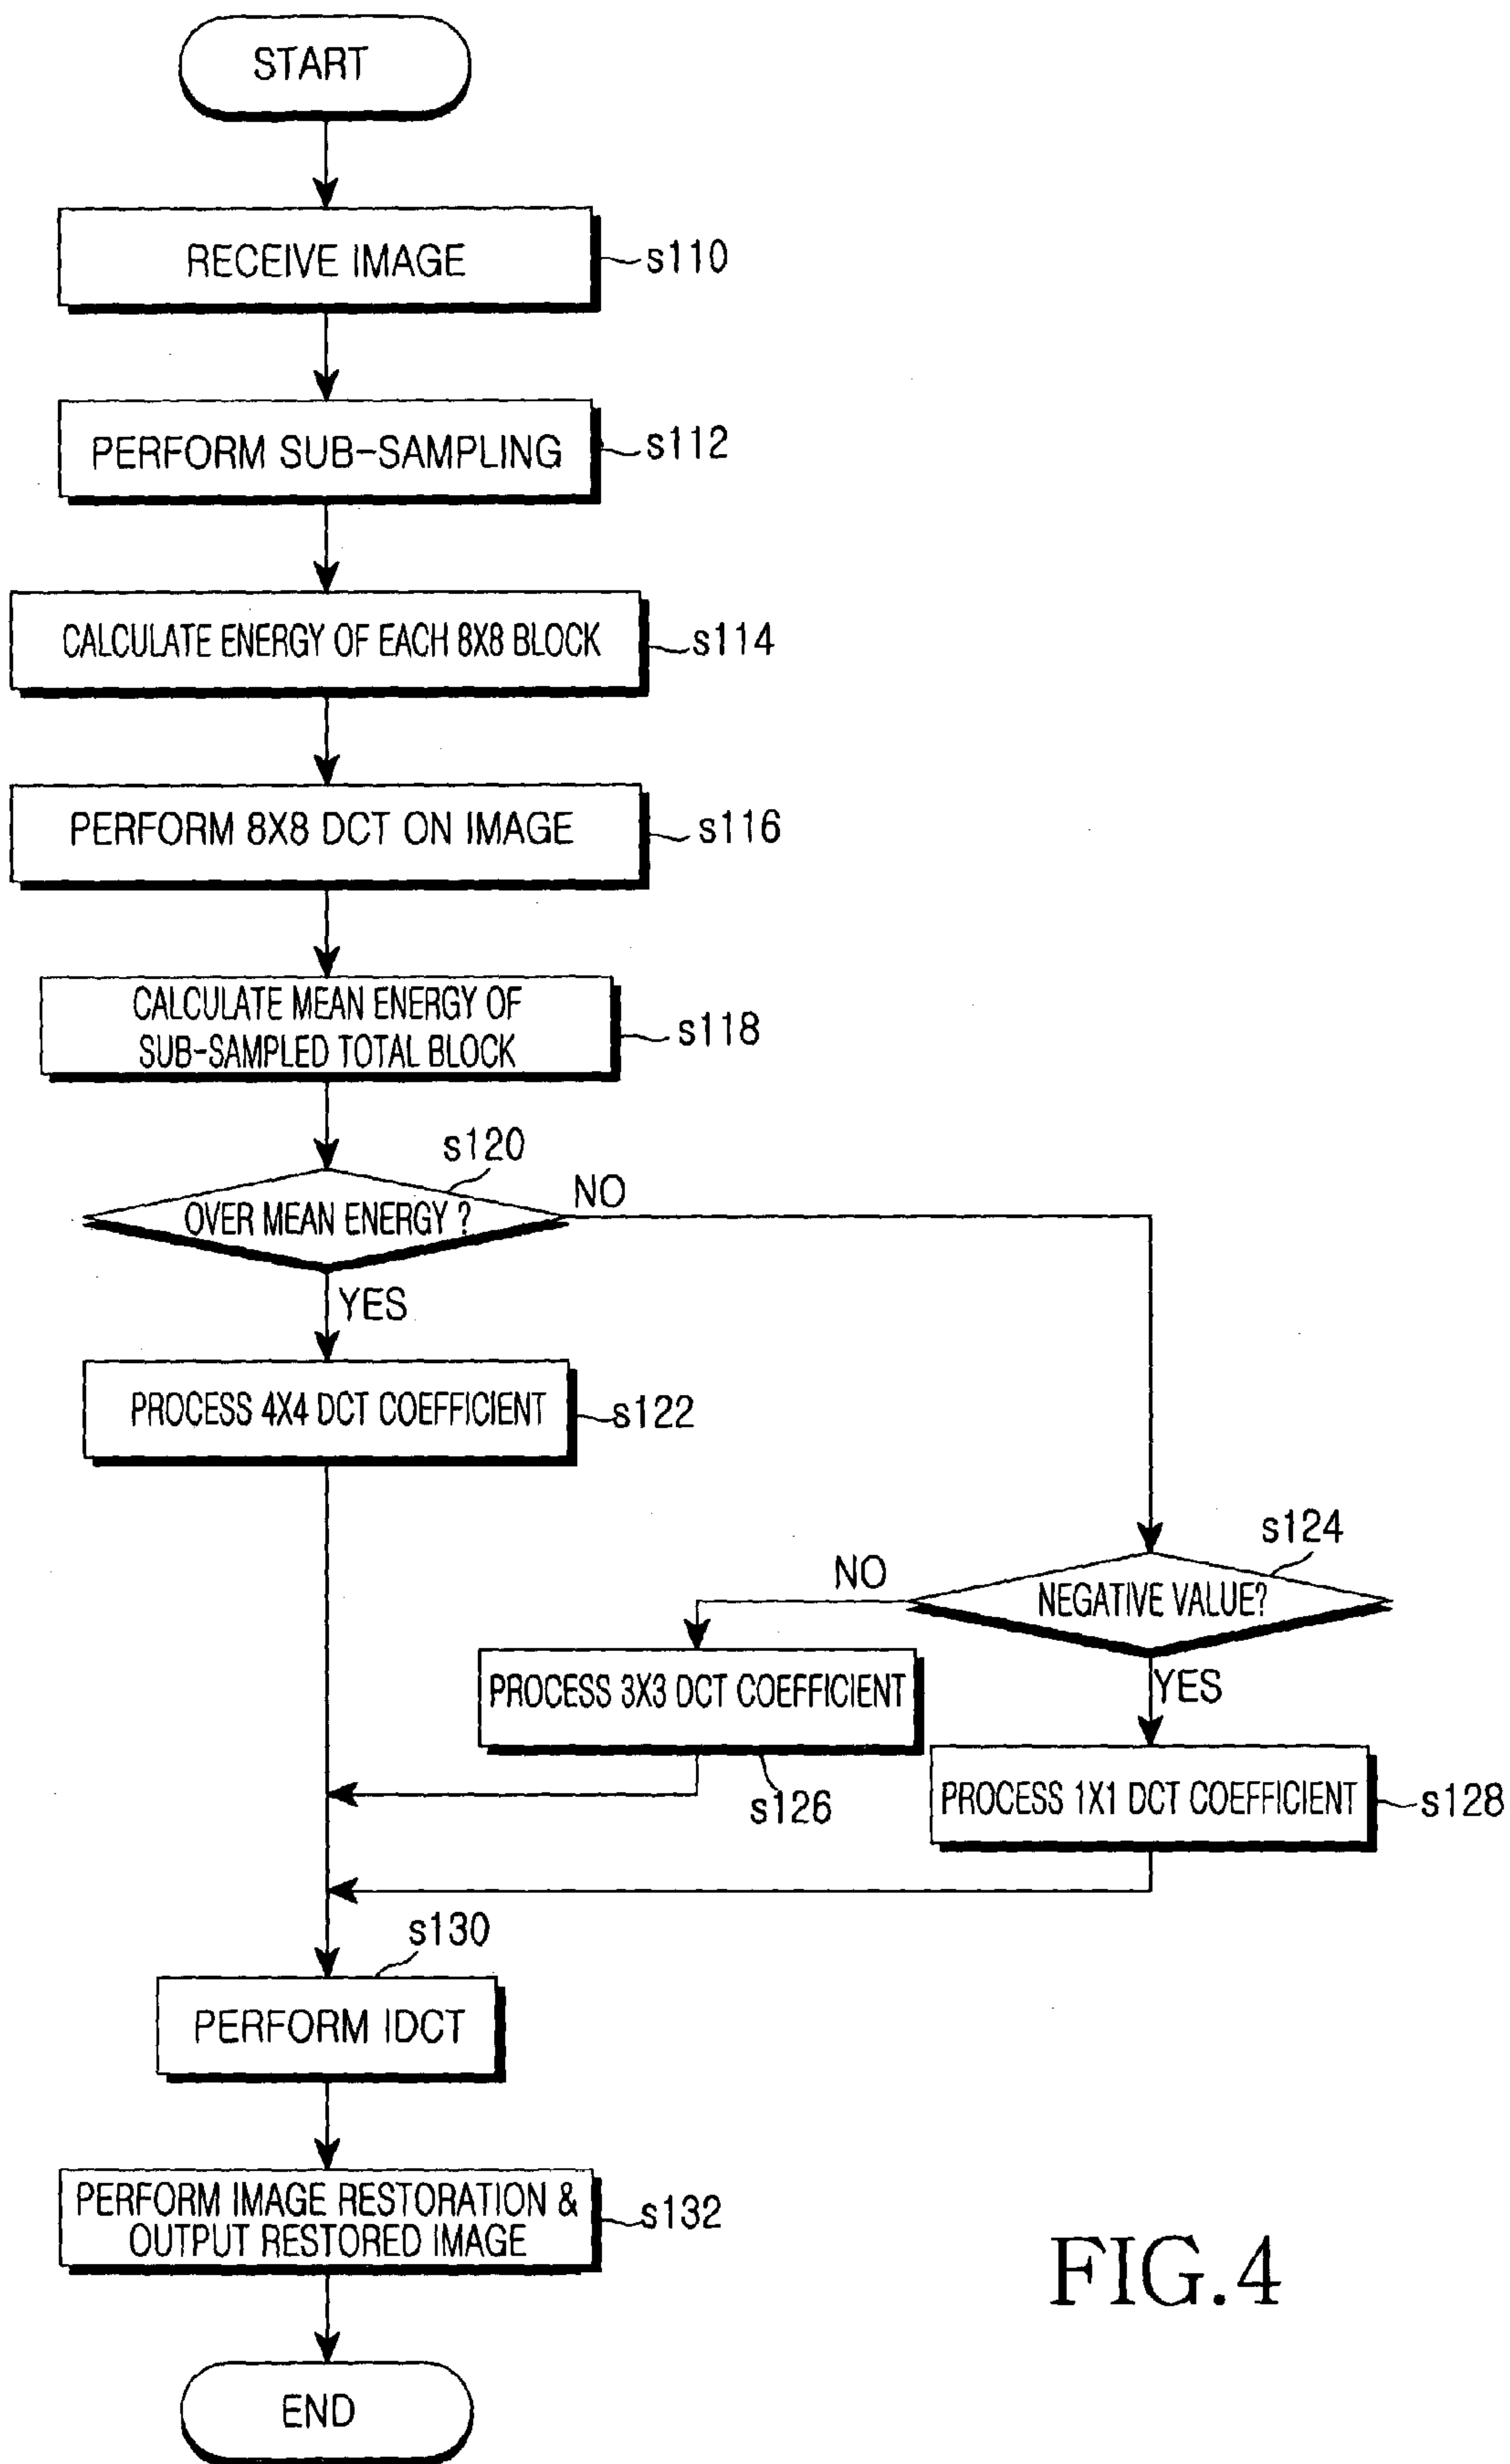 START
RECEIVE IMAGE
s110
PERFORM SUB-SAMPLING
s112
CALCULATE ENERGY OF EACH 8X8 BLOCK
s114
PERFORM 8X8 DCT ON IMAGE
s116
CALCULATE MEAN ENERGY OF
SUB-SAMPLED TOTAL BLOCK
s118
s120
OVER MEAN ENERGY ?
NO
YES
PROCESS 4X4 DCT COEFFICIENT
s122
s124
NEGATIVE VALUE?
NO
YES
PROCESS 3X3 DCT COEFFICIENT
s126
PROCESS 1X1 DCT COEFFICIENT
s128
s130
PERFORM IDCT
PERFORM IMAGE RESTORATION &
OUTPUT RESTORED IMAGE
s132
END
FIG.4